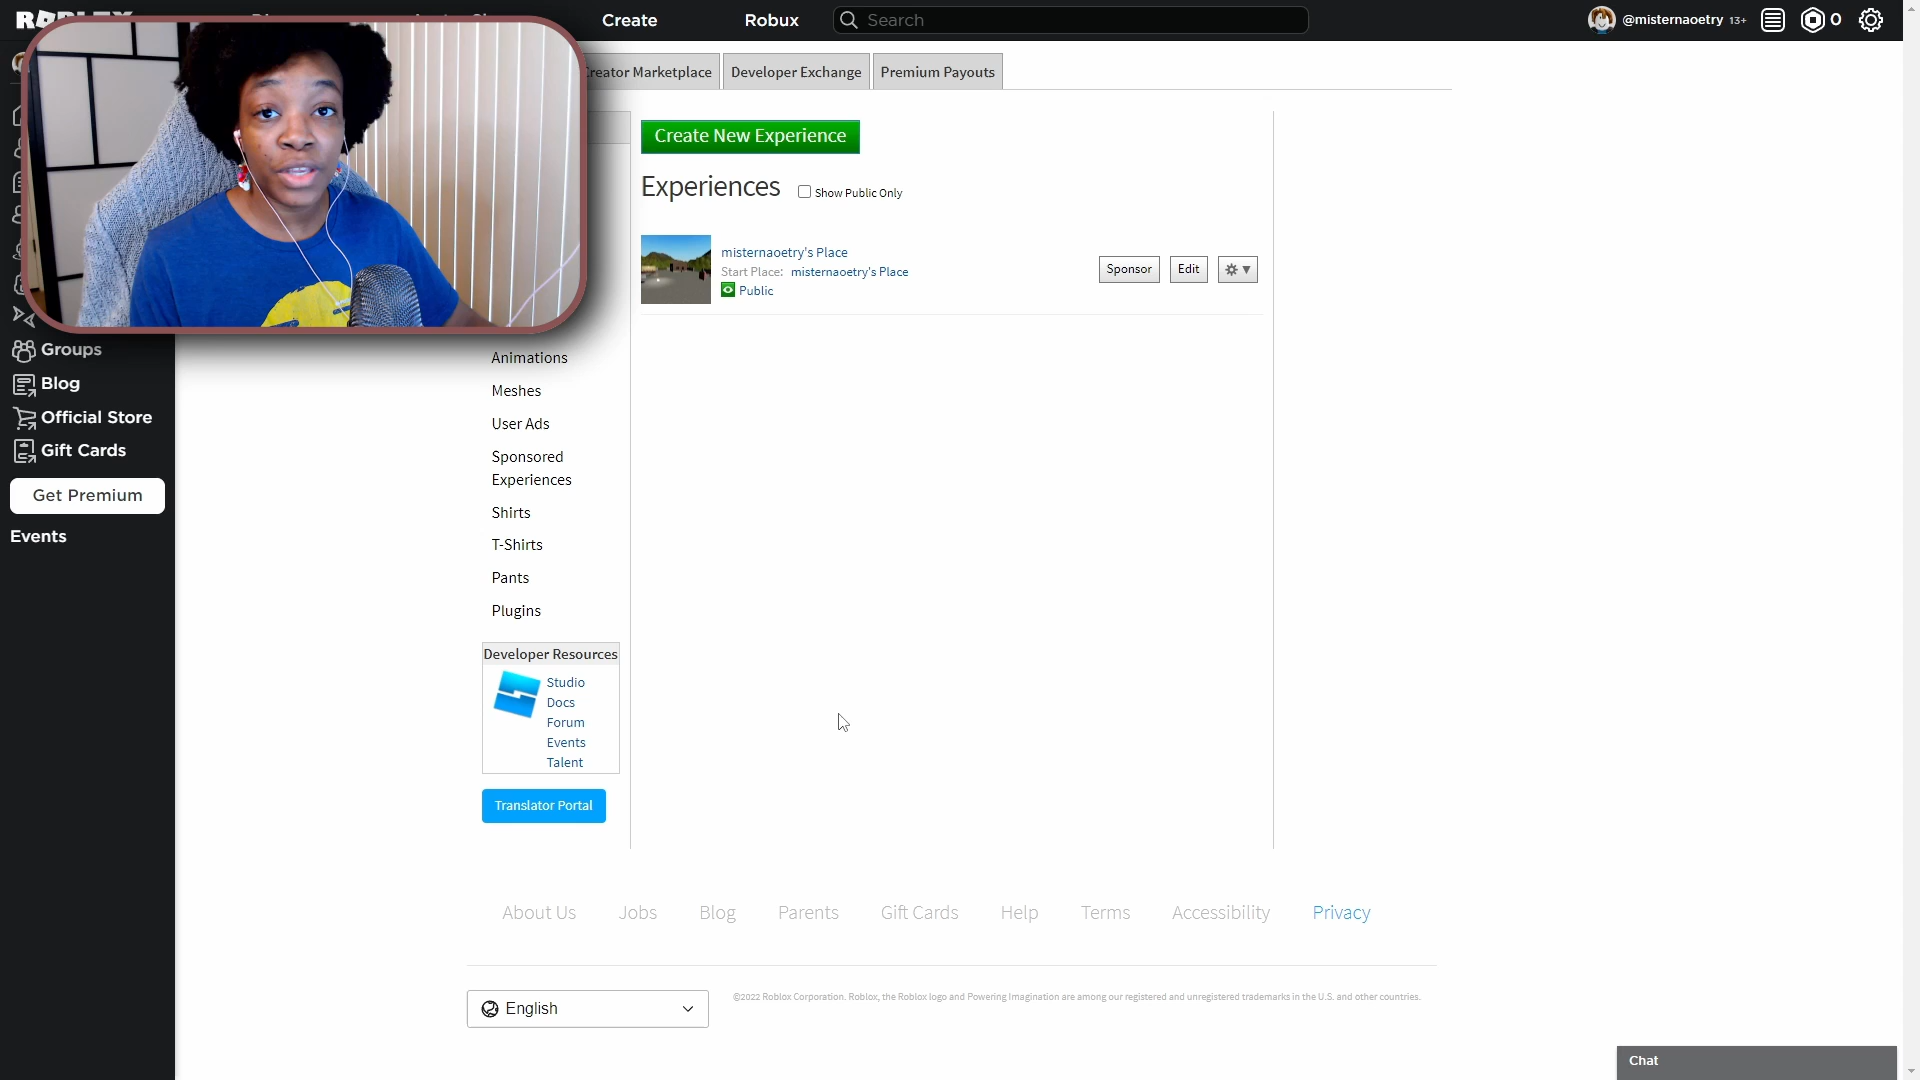 Create
Robux
Search
@misternaoetry 13+
0
Creator Marketplace
Developer Exchange
Premium Payouts
Create New Experience
Experiences
Show Public Only
misternaoetry's Place
Start Place: misternaoetry's Place
Public
Sponsor
Edit
Groups
Blog
Official Store
Gift Cards
Get Premium
Events
Animations
Meshes
User Ads
Sponsored
Experiences
Shirts
T-Shirts
Pants
Plugins
Developer Resources
Studio
Docs
Forum
Events
Talent
Translator Portal
About Us
Jobs
Blog
Parents
Gift Cards
Help
Terms
Accessibility
Privacy
English
©2022 Roblox Corporation. Roblox, the Roblox logo and Powering Imagination are among our registered and unregistered trademarks in the U.S. and other countries.
Chat